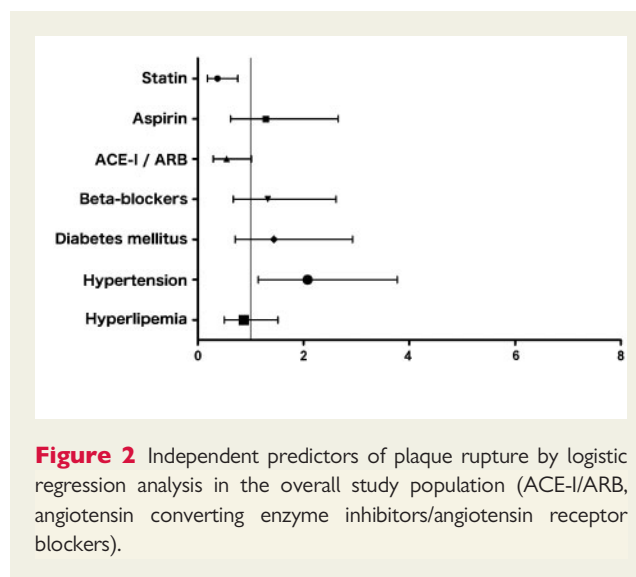 Statin
Aspirin
ACE-I / ARB
Beta-blockers
Diabetes mellitus
Hypertension
Hyperlipemia
0 2 4 6 8
Figure 2 Independent predictors of plaque rupture by logistic
regression analysis in the overall study population (ACE-I/ARB,
angiotensin converting enzyme inhibitors/angiotensin receptor
blockers).